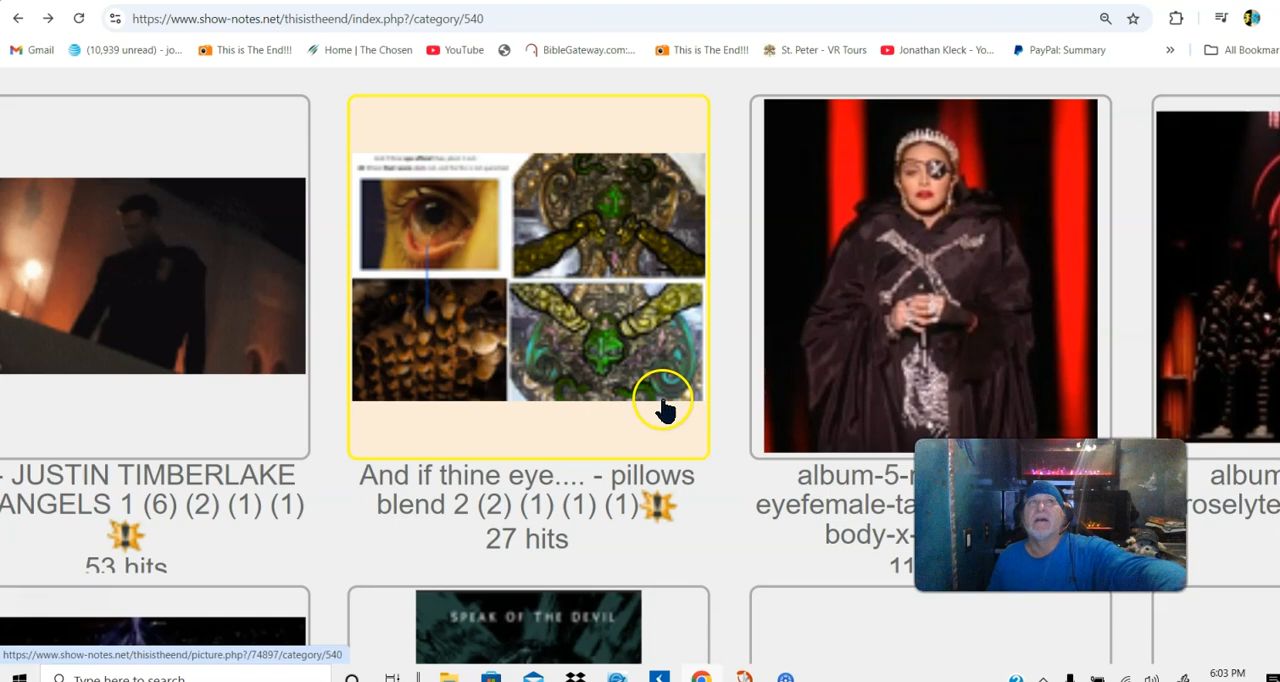 https://www.show-notes.net/thisistheend/index.php?/category/540
Gmail
(10,939 unread) - jo...
This is The End!!!
Home | The Chosen
YouTube
BibleGateway.com:...
This is The End!!!
St. Peter - VR Tours
Jonathan Kleck - Yo...
PayPal: Summary
»
All Bookmar
- JUSTIN TIMBERLAKE
ANGELS 1 (6) (2) (1) (1)
53 hits
And if thine eye.... - pillows
blend 2 (2) (1) (1) (1)
27 hits
album-5-
eyefemale-ta
body-x-
11
album
roselyte
SPEAK OF THE DEVIL
https://www.show-notes.net/thisistheend/picture.php?/74897/category/540
Type here to search
6:03 PM